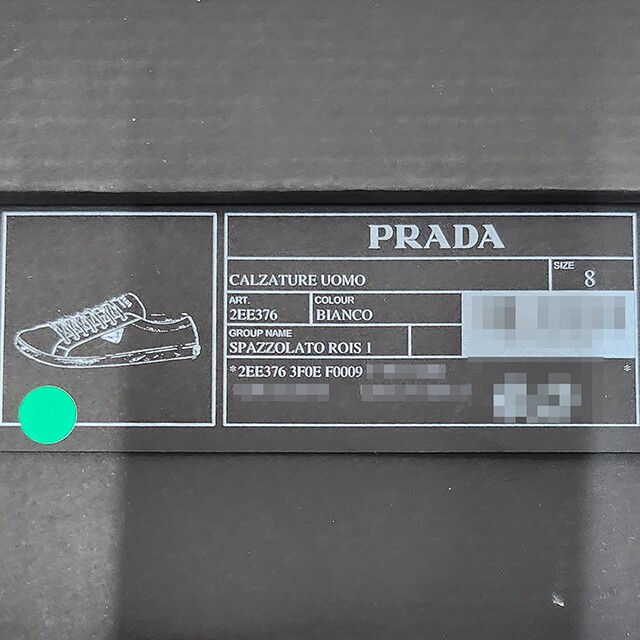 PRADA
CALZATURE UOMO
SIZE
8
ART.
2EE376
COLOUR
BIANCO
GROUP NAME
SPAZZOLATO ROIS 1
*2EE376 3F0E F0009 *